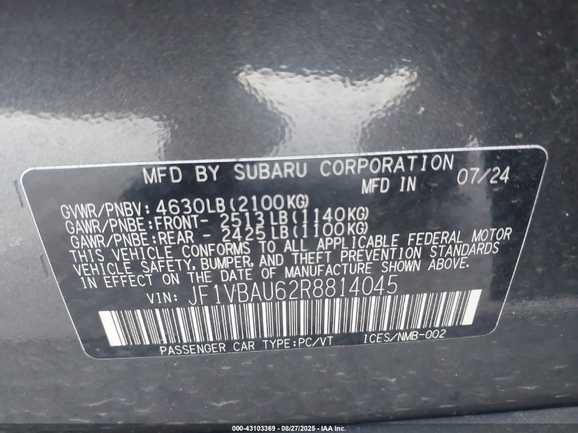 MFD BY SUBARU CORPORATION
MFD IN 07/24
GVWR/PNBV: 4630LB(2100KG)
GAWR/PNBE:FRONT- 2513LB(1140KG)
GAWR/PNBE:REAR - 2425LB(1100KG)
THIS VEHICLE CONFORMS TO ALL APPLICABLE FEDERAL MOTOR
VEHICLE SAFETY, BUMPER, AND THEFT PREVENTION STANDARDS
IN EFFECT ON THE DATE OF MANUFACTURE SHOWN ABOVE.
VIN: JF1VBAU62R8814045
PASSENGER CAR TYPE:PC/VT ICES/NMB-002
000-43103369 | 08/27/2025 | IAA Inc.